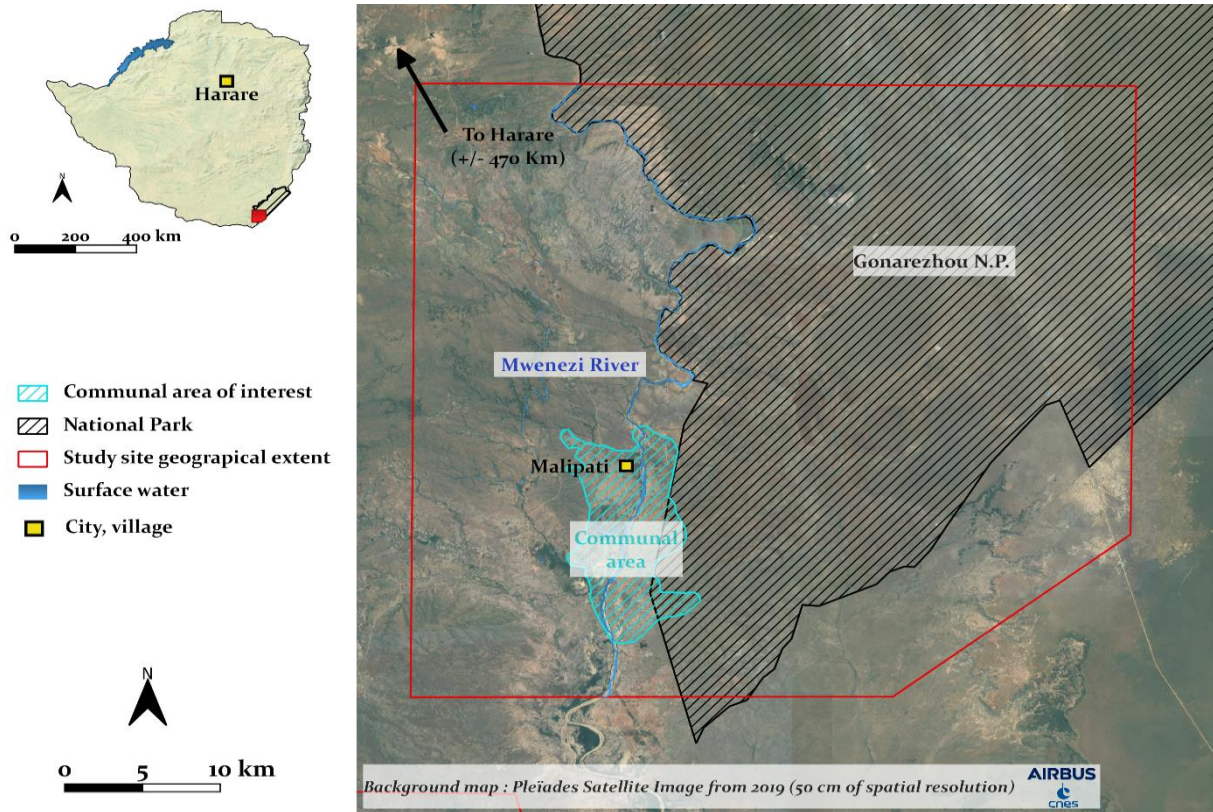 Harare
N
0 200 400 km
Communal area of interest
National Park
Study site geograpical extent
Surface water
City, village
N
0 5 10 km
To Harare
(+/- 470 Km)
Gonarezhou N.P.
Mwenezi River
Malipati
Communal
area
Background map : Pleïades Satellite Image from 2019 (50 cm of spatial resolution)
AIRBUS
cnes